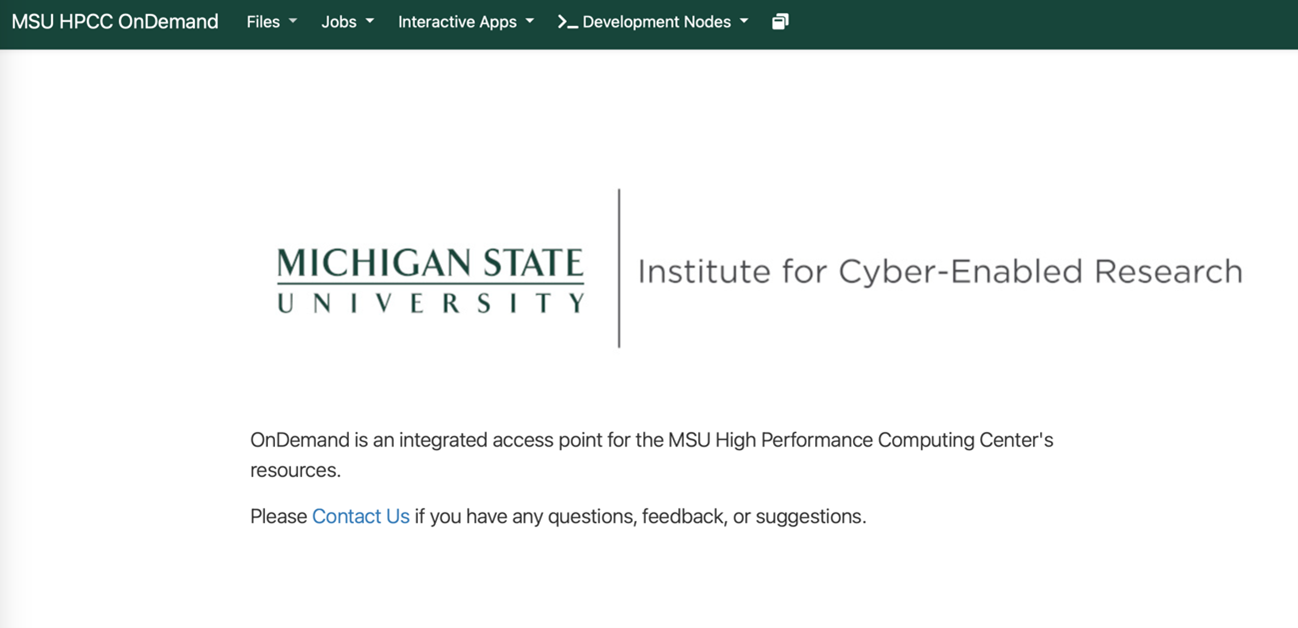 MSU HPCC OnDemand Files Jobs Interactive Apps >_ Development Nodes
MICHIGAN STATE
UNIVERSITY
Institute for Cyber-Enabled Research
OnDemand is an integrated access point for the MSU High Performance Computing Center's
resources.
Please Contact Us if you have any questions, feedback, or suggestions.